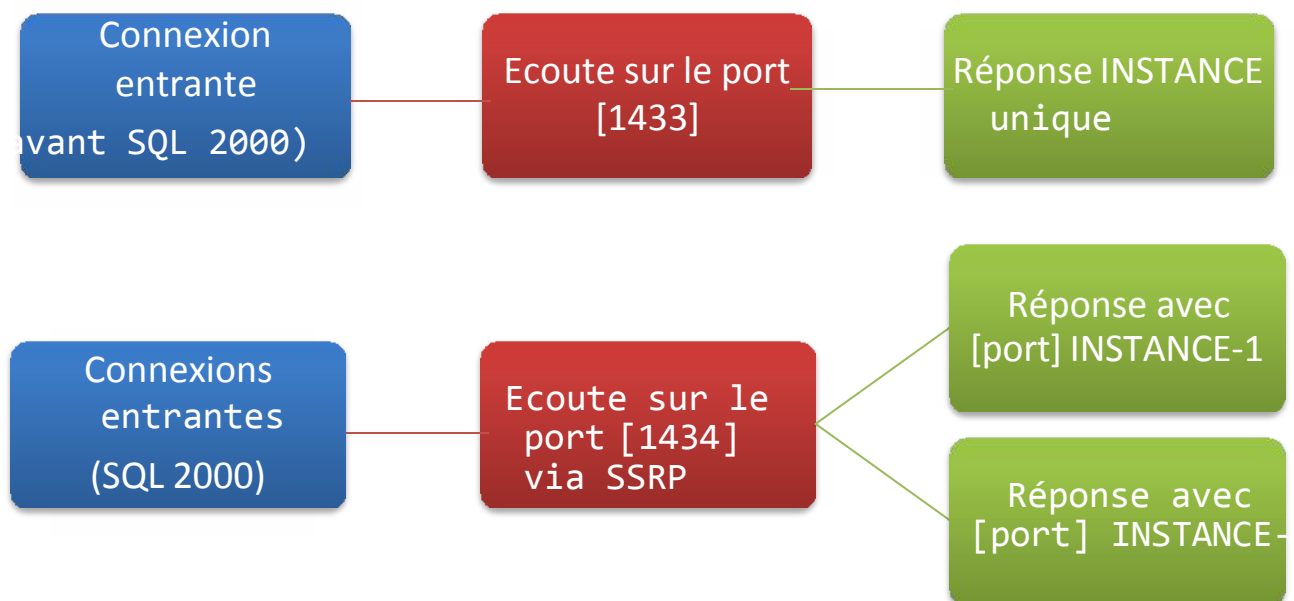 Connexion
entrante
avant SQL 2000)
Ecoute sur le port
[1433]
Réponse INSTANCE
unique
Connexions
entrantes
(SQL 2000)
Ecoute sur le
port [1434]
via SSRP
Réponse avec
[port] INSTANCE-1
Réponse avec
[port] INSTANCE-